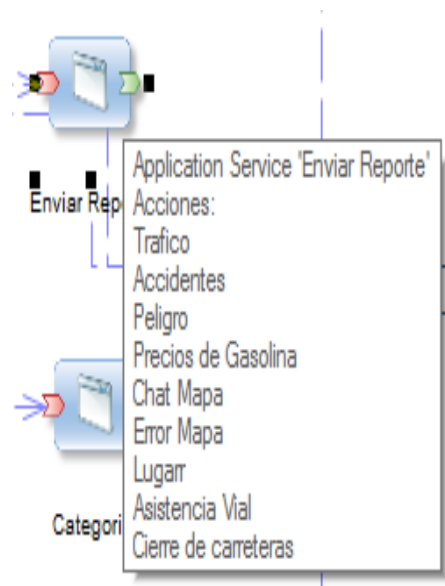 Application Service 'Enviar Reporte'
Enviar Rep
Acciones:
Trafico
Accidentes
Peligro
Precios de Gasolina
Chat Mapa
Error Mapa
Lugarr
Asistencia Vial
Categori
Cierre de carreteras